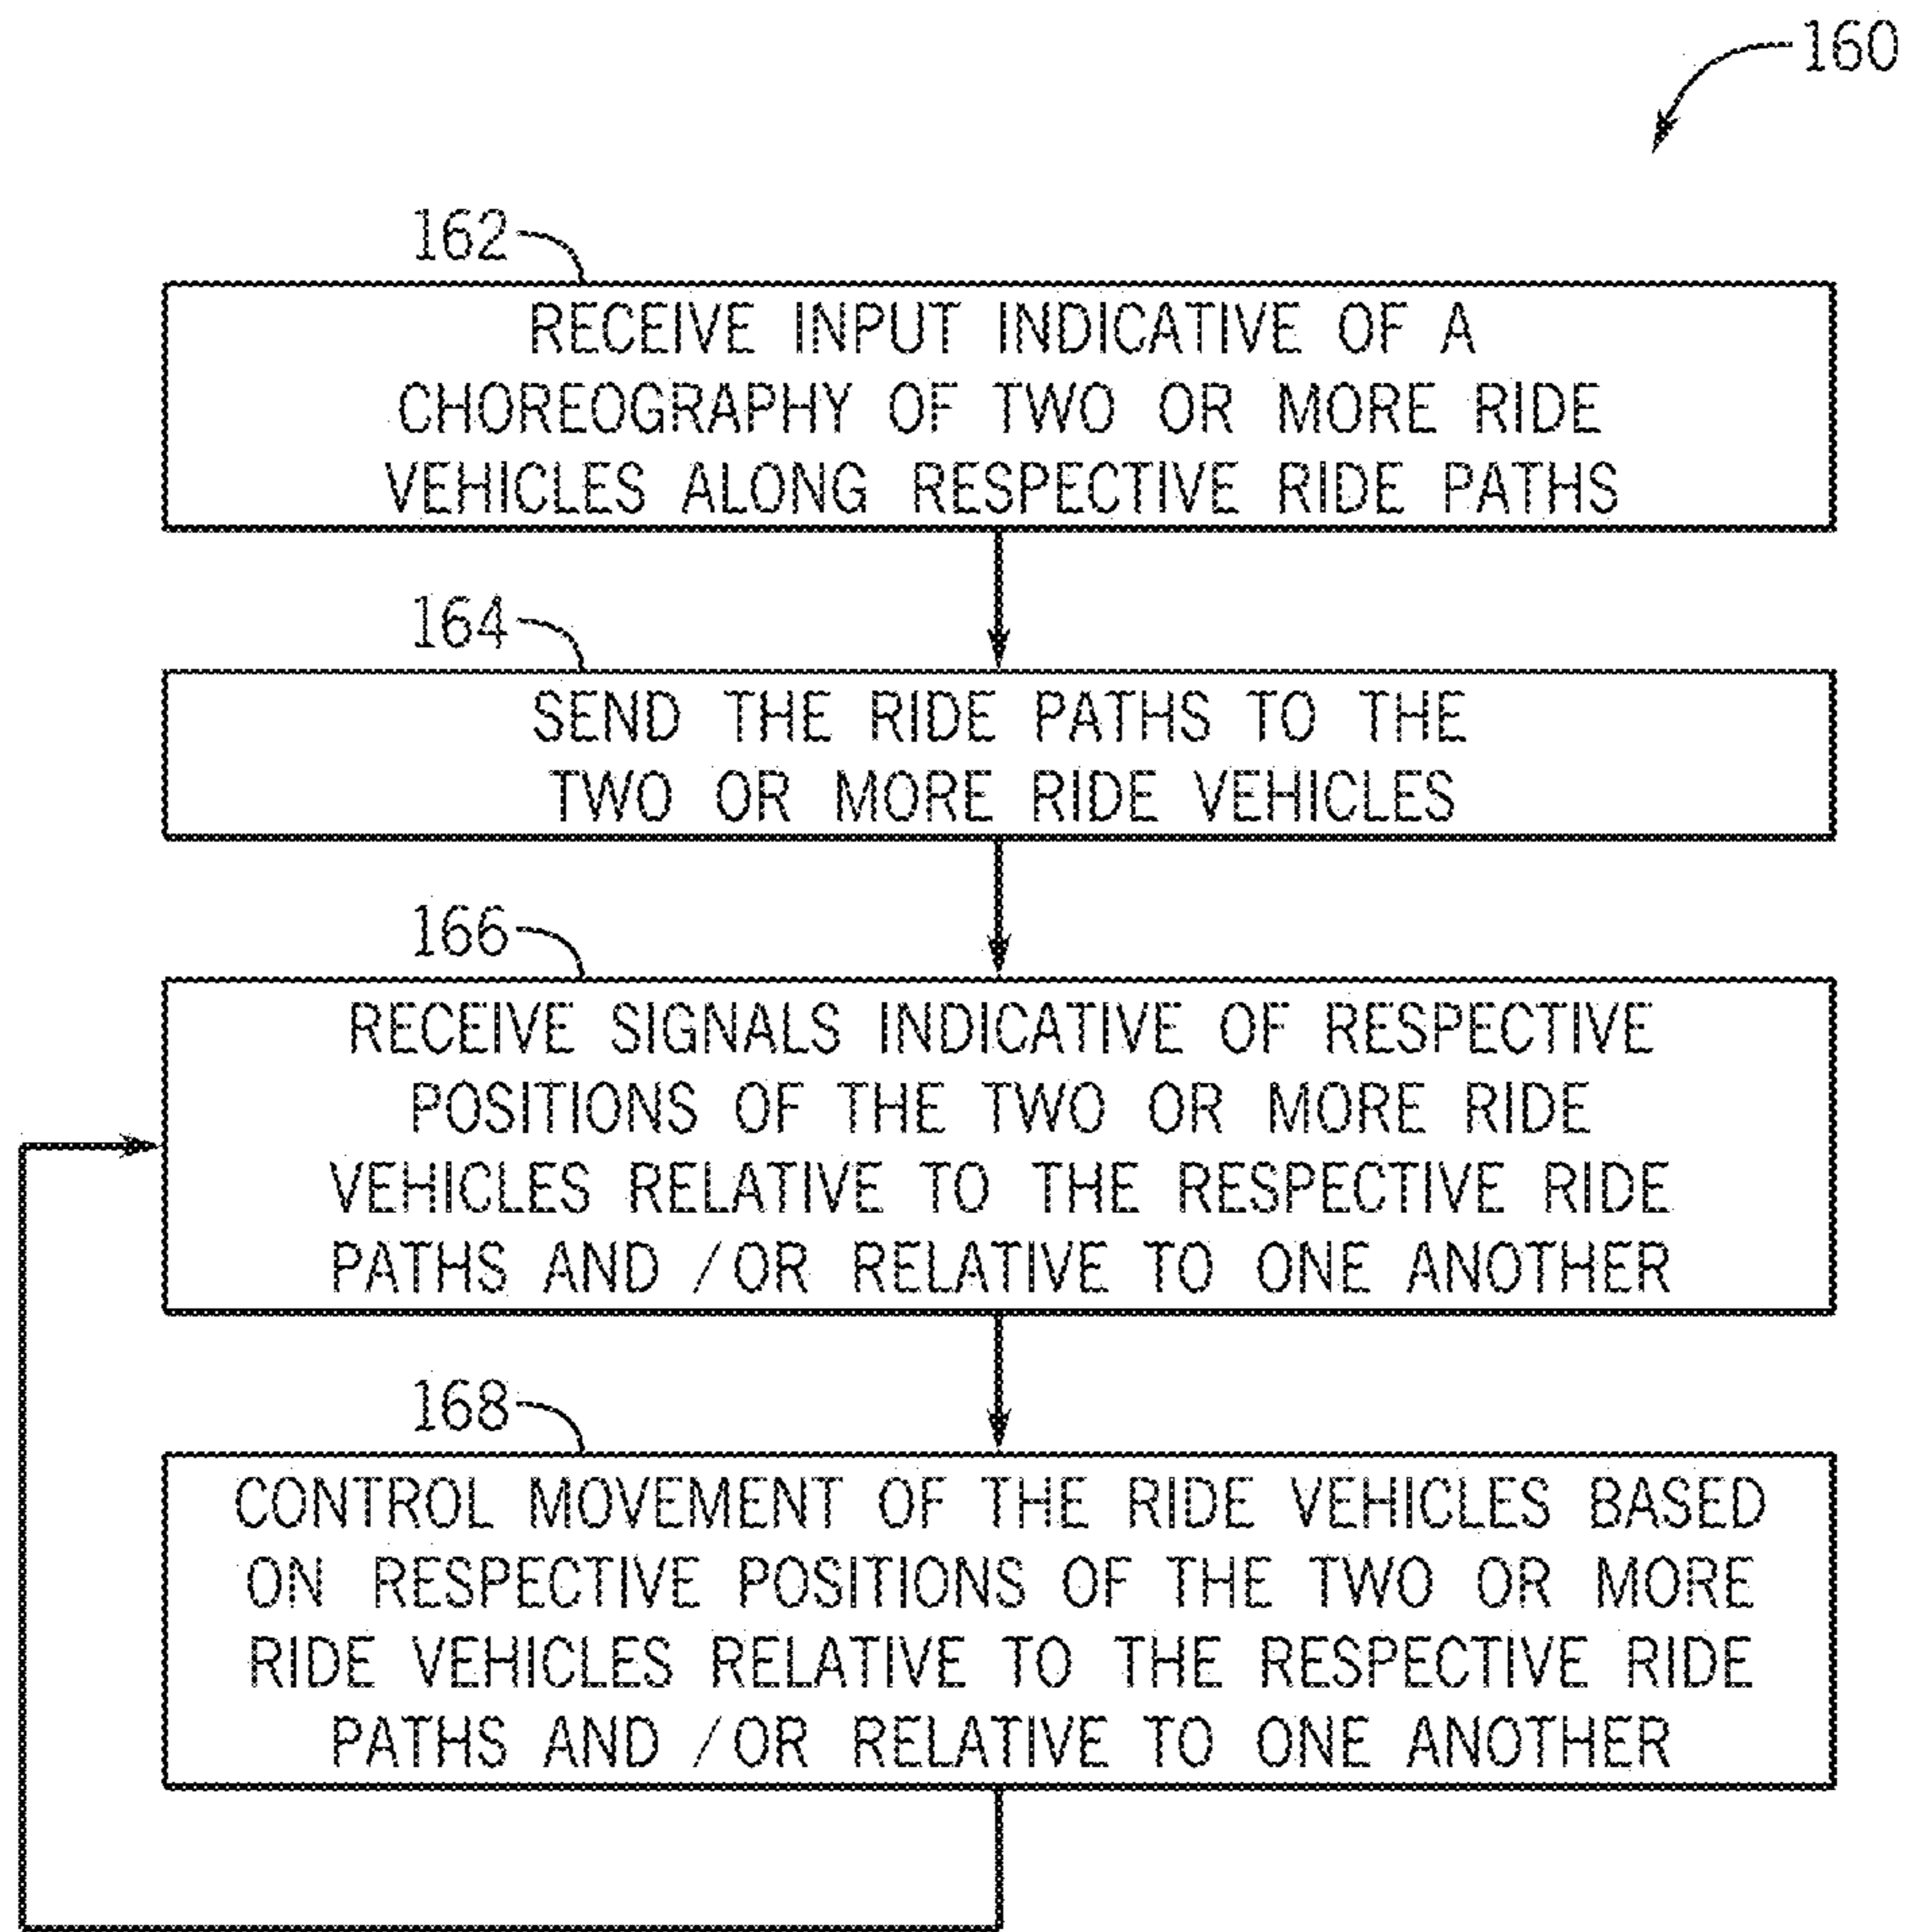 160
162
RECEIVE INPUT INDICATIVE OF A
CHOREOGRAPHY OF TWO OR MORE RIDE
VEHICLES ALONG RESPECTIVE RIDE PATHS
164
SEND THE RIDE PATHS TO THE
TWO OR MORE RIDE VEHICLES
166
RECEIVE SIGNALS INDICATIVE OF RESPECTIVE
POSITIONS OF THE TWO OR MORE RIDE
VEHICLES RELATIVE TO THE RESPECTIVE RIDE
PATHS AND /OR RELATIVE TO ONE ANOTHER
168
CONTROL MOVEMENT OF THE RIDE VEHICLES BASED
ON RESPECTIVE POSITIONS OF THE TWO OR MORE
RIDE VEHICLES RELATIVE TO THE RESPECTIVE RIDE
PATHS AND /OR RELATIVE TO ONE ANOTHER